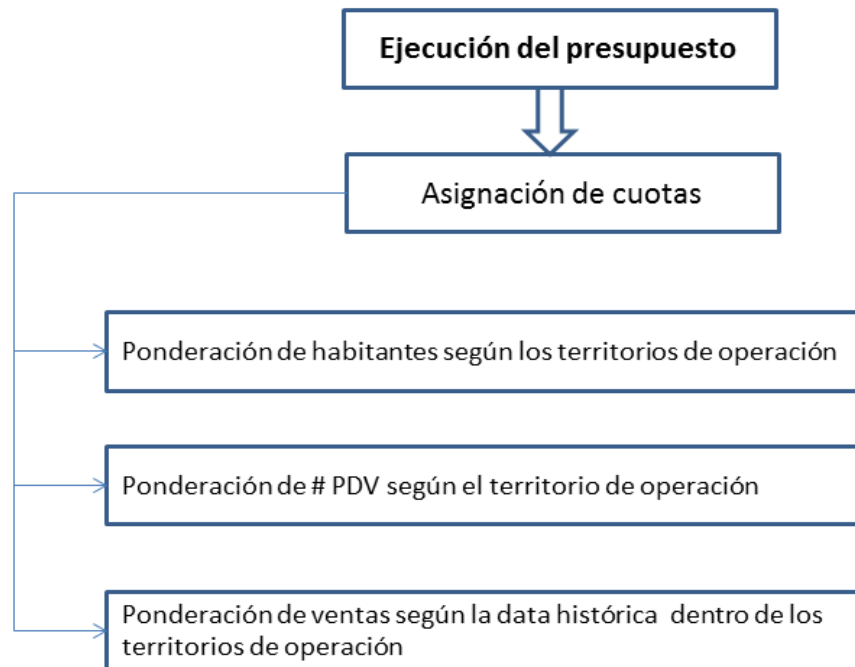 Ejecución del presupuesto
Asignación de cuotas
Ponderación de habitantes según los territorios de operación
Ponderación de # PDV según el territorio de operación
Ponderación de ventas según la data histórica dentro de los
territorios de operación